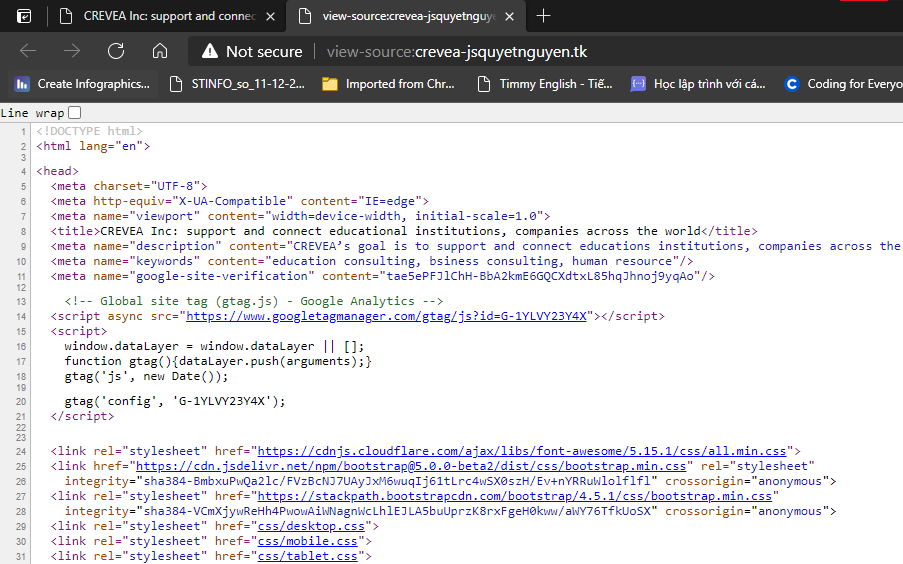 CREVEA Inc: support and connec
view-source:crevea-jsquyetnguye
Not secure
view-source:crevea-jsquyetnguyen.tk
Create Infographics...
STINFO_so_11-12-2...
Imported from Chr...
Timmy English - Tiế...
Học lập trình với cá...
Coding for Everyo
Line wrap
1 <!DOCTYPE html>
2 <html lang="en">
3
4 <head>
5 <meta charset="UTF-8">
6 <meta http-equiv="X-UA-Compatible" content="IE=edge">
7 <meta name="viewport" content="width=device-width, initial-scale=1.0">
8 <title>CREVEA Inc: support and connect educational institutions, companies across the world</title>
9 <meta name="description" content="CREVEA’s goal is to support and connect educations institutions, companies across the
10 <meta name="keywords" content="education consulting, bsiness consulting, human resource"/>
11 <meta name="google-site-verification" content="tae5ePFJlChH-BbA2kmE6GQCXdtxL85hqJhnoj9yqAo"/>
12
13 <!-- Global site tag (gtag.js) - Google Analytics -->
14 <script async src="https://www.googletagmanager.com/gtag/js?id=G-1YLVY23Y4X"></script>
15 <script>
16 window.dataLayer = window.dataLayer || [];
17 function gtag(){dataLayer.push(arguments);}
18 gtag('js', new Date());
19
20 gtag('config', 'G-1YLVY23Y4X');
21 </script>
22
23
24 <link rel="stylesheet" href="https://cdnjs.cloudflare.com/ajax/libs/font-awesome/5.15.1/css/all.min.css">
25 <link href="https://cdn.jsdelivr.net/npm/bootstrap@5.0.0-beta2/dist/css/bootstrap.min.css" rel="stylesheet"
26 integrity="sha384-BmbxuPwQa2lc/FVzBcNJ7UAyJxM6wuqIj61tLrc4wSX0szH/Ev+nYRRuWlolflfl" crossorigin="anonymous">
27 <link rel="stylesheet" href="https://stackpath.bootstrapcdn.com/bootstrap/4.5.1/css/bootstrap.min.css"
28 integrity="sha384-VCmXjywReHh4PwowAiWNagnWcLhlEJLA5buUprzK8rxFgeH0kww/aWY76TfkUoSX" crossorigin="anonymous">
29 <link rel="stylesheet" href="css/desktop.css">
30 <link rel="stylesheet" href="css/mobile.css">
31 <link rel="stylesheet" href="css/tablet.css">